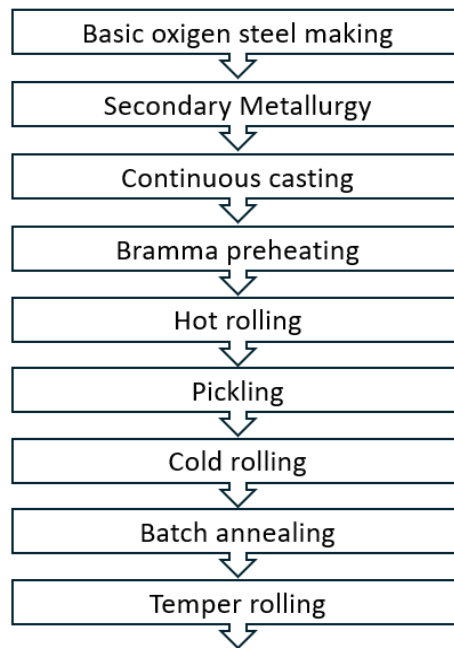 Basic oxigen steel making
Secondary Metallurgy
Continuous casting
Bramma preheating
Hot rolling
Pickling
Cold rolling
Batch annealing
Temper rolling